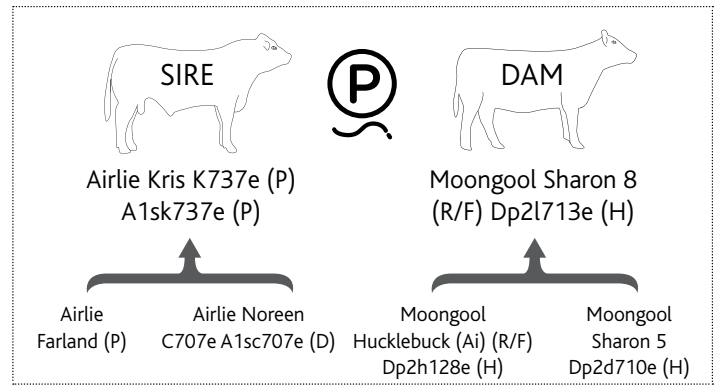 SIRE
P
DAM
Airlie Kris K737e (P)
A1sk737e (P)
Moongool Sharon 8
(R/F) Dp2l713e (H)
Airlie
Farland (P)
Airlie Noreen
C707e A1sc707e (D)
Moongool
Hucklebuck (Ai) (R/F)
Dp2h128e (H)
Moongool
Sharon 5
Dp2d710e (H)